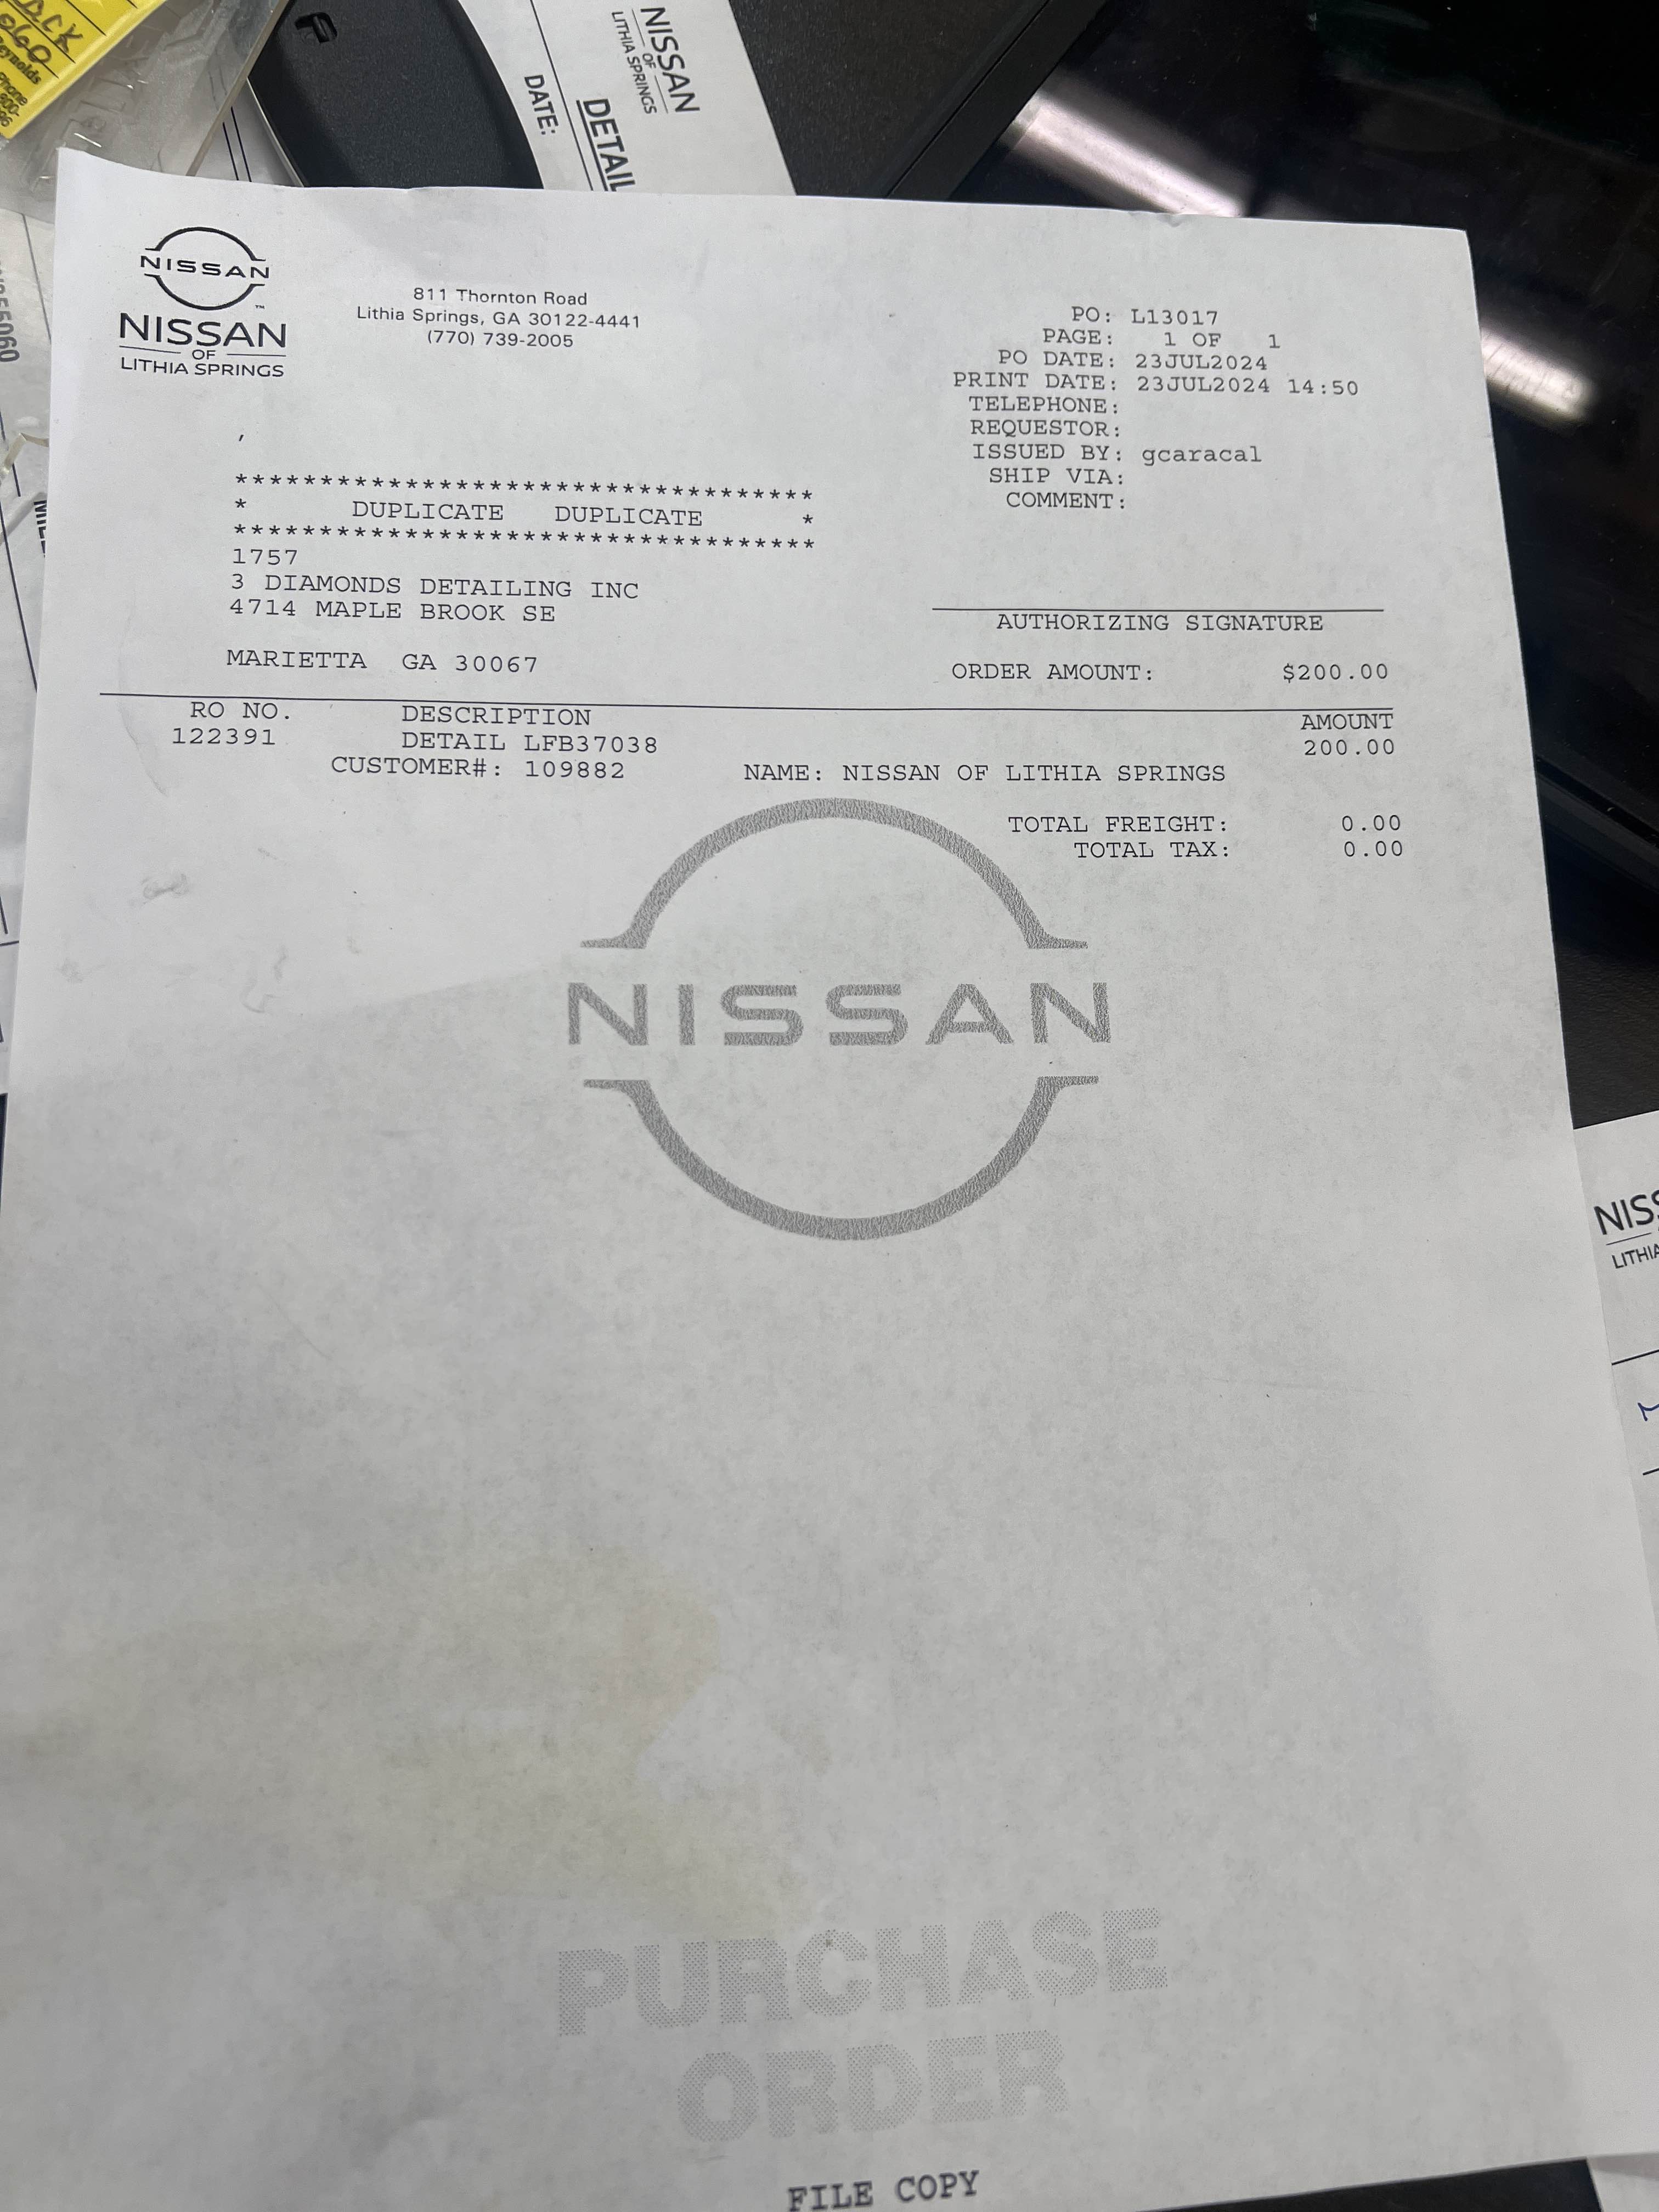 NISSAN
OF
LITHIA SPRINGS
DETAIL
DATE:
NISSAN
NISSAN
OF
LITHIA SPRINGS
811 Thornton Road
Lithia Springs, GA 30122-4441
(770) 739-2005
PO: L13017
PAGE: 1 OF 1
PO DATE: 23JUL2024
PRINT DATE: 23JUL2024 14:50
TELEPHONE:
REQUESTOR:
ISSUED BY: gcaracal
SHIP VIA:
COMMENT:
,
**********************************
* DUPLICATE DUPLICATE *
**********************************
1757
3 DIAMONDS DETAILING INC
4714 MAPLE BROOK SE
MARIETTA GA 30067
AUTHORIZING SIGNATURE
ORDER AMOUNT: $200.00
RO NO. DESCRIPTION AMOUNT
122391 DETAIL LFB37038 200.00
CUSTOMER#: 109882 NAME: NISSAN OF LITHIA SPRINGS
TOTAL FREIGHT: 0.00
TOTAL TAX: 0.00
NISSAN
PURCHASE
ORDER
FILE COPY